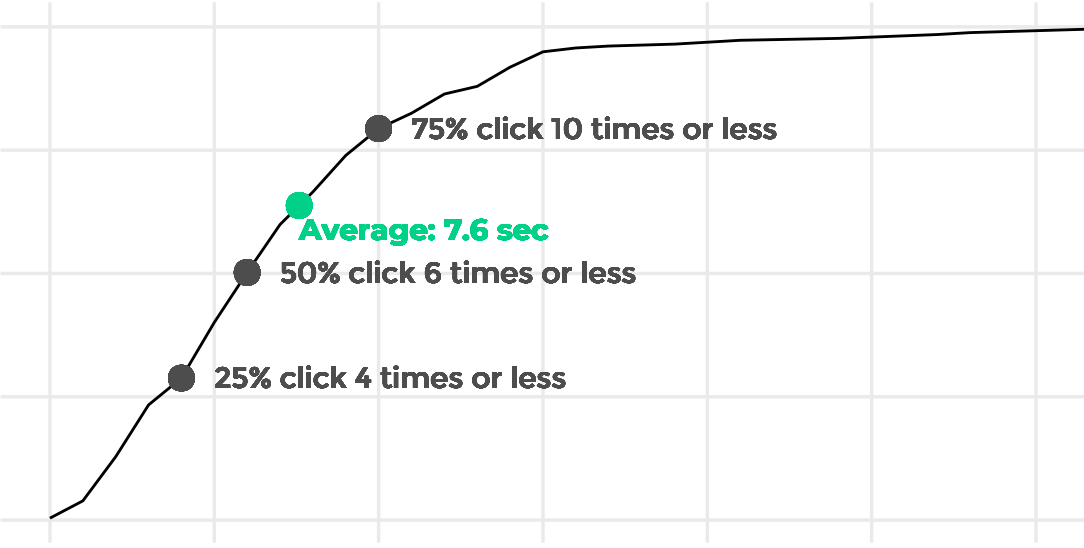 75% click 10 times or less
Average: 7.6 sec
50% click 6 times or less
25% click 4 times or less